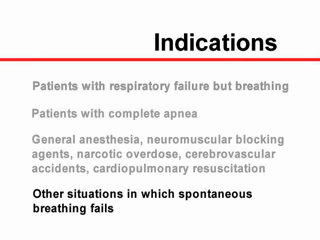 Indications
Patients with respiratory failure but breathing
Patients with complete apnea
General anesthesia, neuromuscular blocking
agents, narcotic overdose, cerebrovascular
accidents, cardiopulmonary resuscitation
Other situations in which spontaneous
breathing fails